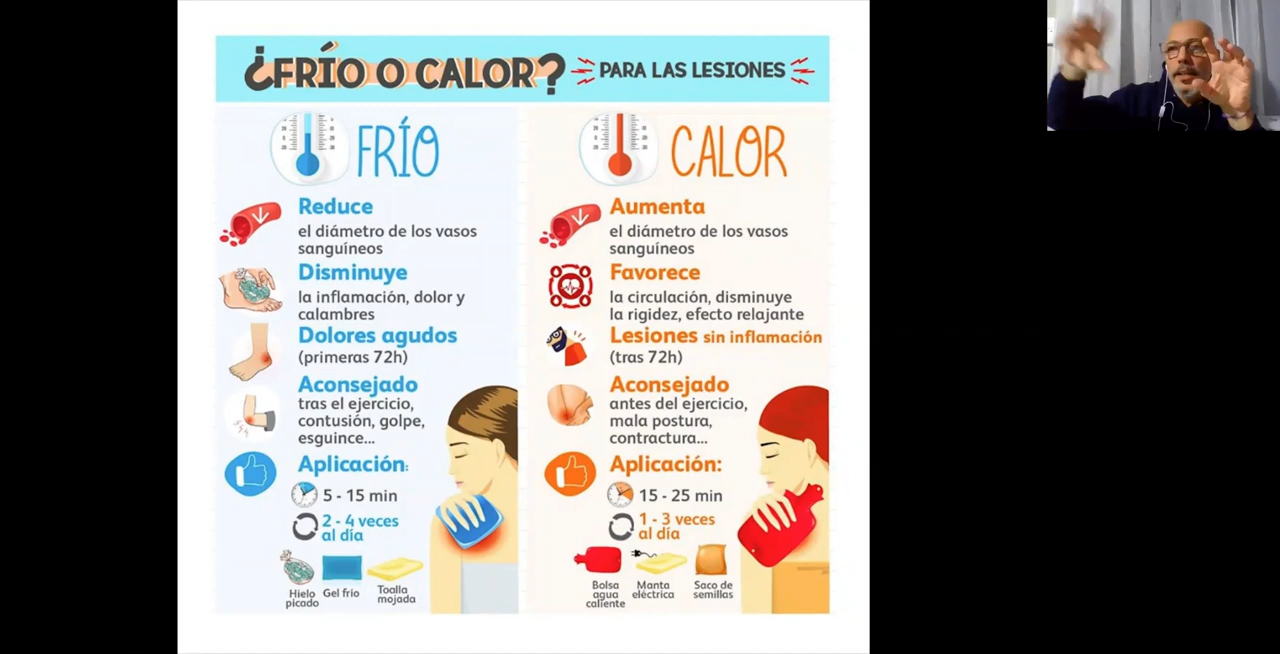 ¿FRÍO O CALOR? PARA LAS LESIONES
FRÍO
Reduce
el diámetro de los vasos
sanguíneos
Disminuye
la inflamación, dolor y
calambres
Dolores agudos
(primeras 72h)
Aconsejado
tras el ejercicio,
contusión, golpe,
esguince...
Aplicación:
5 - 15 min
2 - 4 veces
al día
Hielo
picado
Gel frío
Toalla
mojada
CALOR
Aumenta
el diámetro de los vasos
sanguíneos
Favorece
la circulación, disminuye
la rigidez, efecto relajante
Lesiones sin inflamación
(tras 72h)
Aconsejado
antes del ejercicio,
mala postura,
contractura...
Aplicación:
15 - 25 min
1 - 3 veces
al día
Bolsa
agua
caliente
Manta
eléctrica
Saco de
semillas